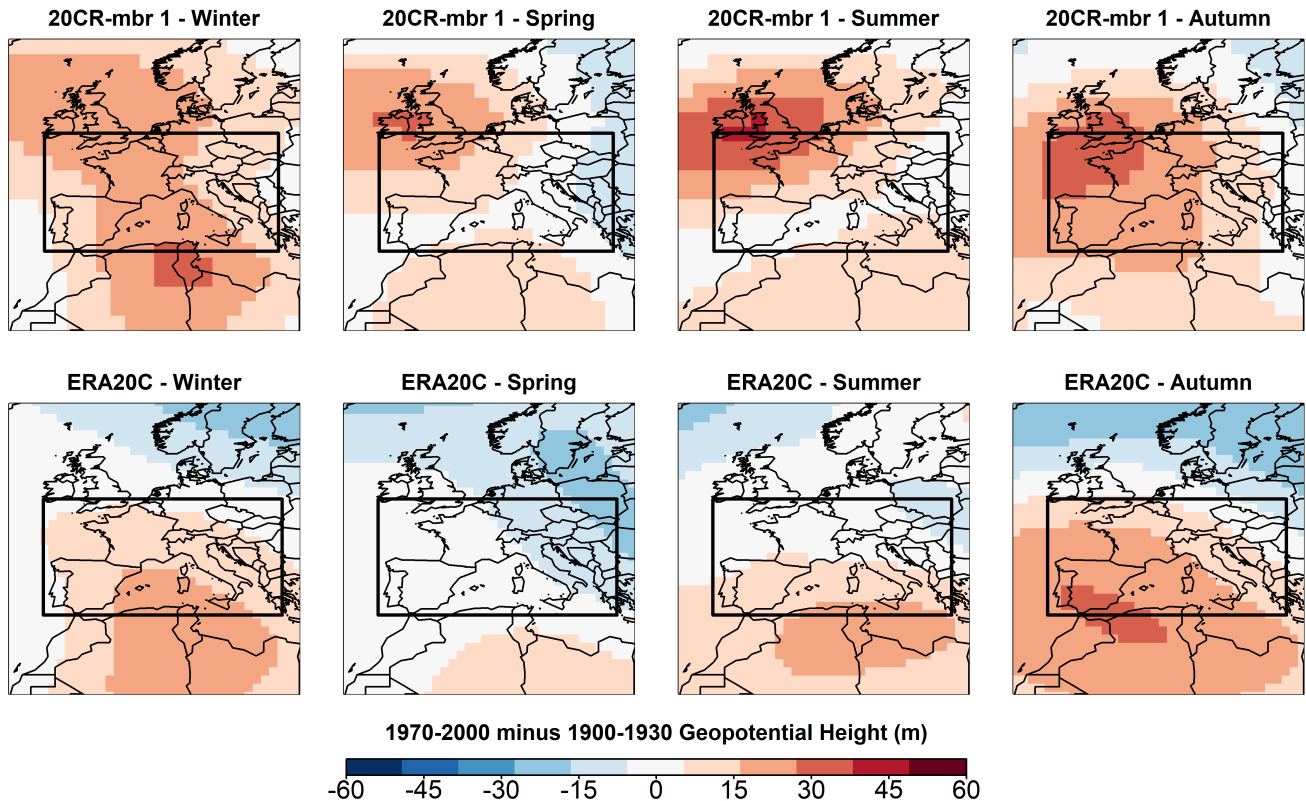 20CR-mbr 1 - Winter
20CR-mbr 1 - Spring
20CR-mbr 1 - Summer
20CR-mbr 1 - Autumn
ERA20C - Winter
ERA20C - Spring
ERA20C - Summer
ERA20C - Autumn
1970-2000 minus 1900-1930 Geopotential Height (m)
-60 -45 -30 -15 0 15 30 45 60